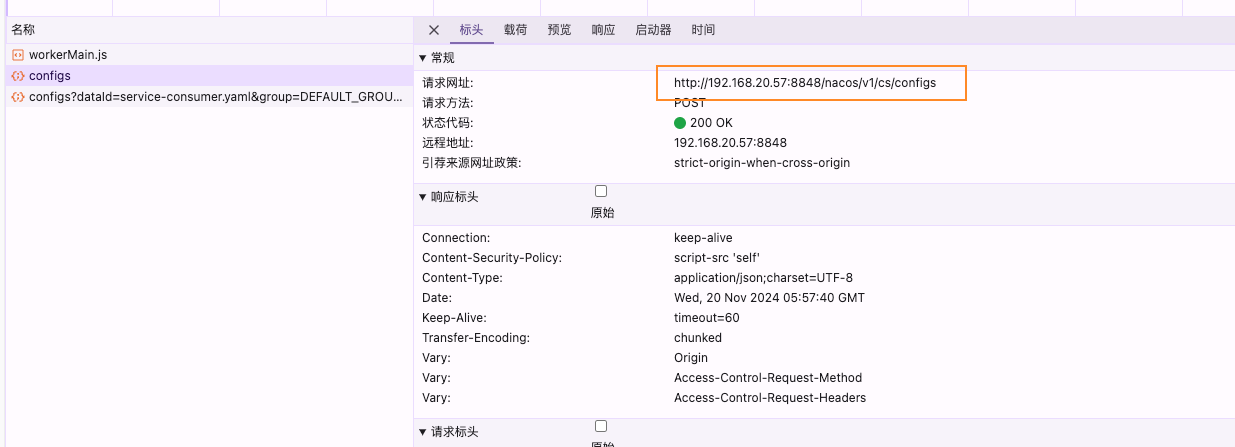 名称
workerMain.js
configs
configs?dataId=service-consumer.yaml&group=DEFAULT_GROU...
标头 载荷 预览 响应 启动器 时间
常规
请求网址: http://192.168.20.57:8848/nacos/v1/cs/configs
请求方法: POST
状态代码: 200 OK
远程地址: 192.168.20.57:8848
引荐来源网址政策: strict-origin-when-cross-origin
响应标头
原始
Connection: keep-alive
Content-Security-Policy: script-src 'self'
Content-Type: application/json;charset=UTF-8
Date: Wed, 20 Nov 2024 05:57:40 GMT
Keep-Alive: timeout=60
Transfer-Encoding: chunked
Vary: Origin
Vary: Access-Control-Request-Method
Vary: Access-Control-Request-Headers
请求标头
原始